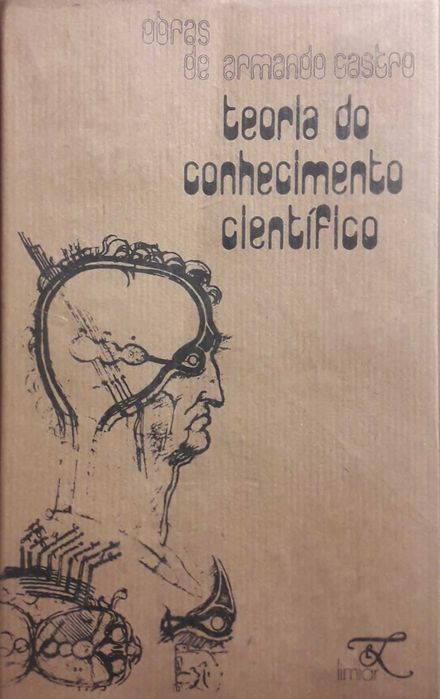 obras
de armando castro
teoria do
conhecimento
científico
limiar